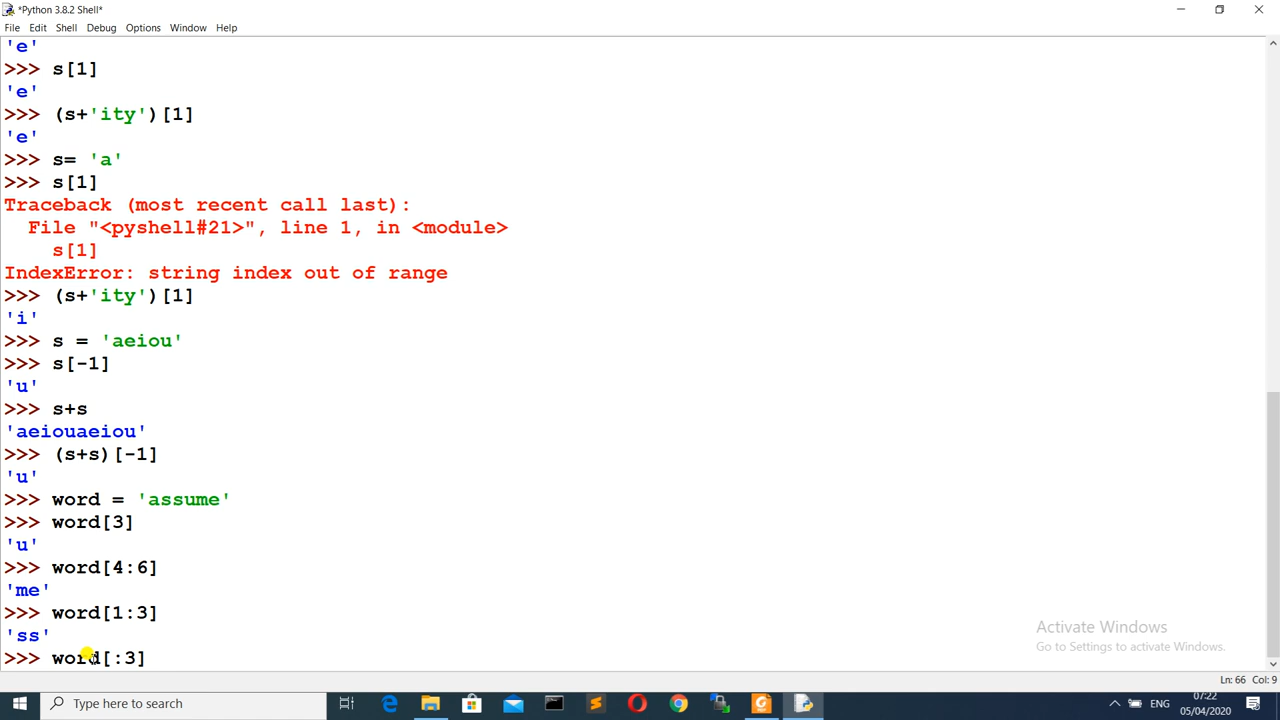 *Python 3.8.2 Shell*
File Edit Shell Debug Options Window Help
'e'
>>> s[1]
'e'
>>> (s+'ity')[1]
'e'
>>> s= 'a'
>>> s[1]
Traceback (most recent call last):
  File "<pyshell#21>", line 1, in <module>
    s[1]
IndexError: string index out of range
>>> (s+'ity')[1]
'i'
>>> s = 'aeiou'
>>> s[-1]
'u'
>>> s+s
'aeiouaeiou'
>>> (s+s)[-1]
'u'
>>> word = 'assume'
>>> word[3]
'u'
>>> word[4:6]
'me'
>>> word[1:3]
'ss'
>>> word[:3]
Activate Windows
Go to Settings to activate Windows.
Ln: 66 Col: 9
Type here to search
ENG
07:22
05/04/2020